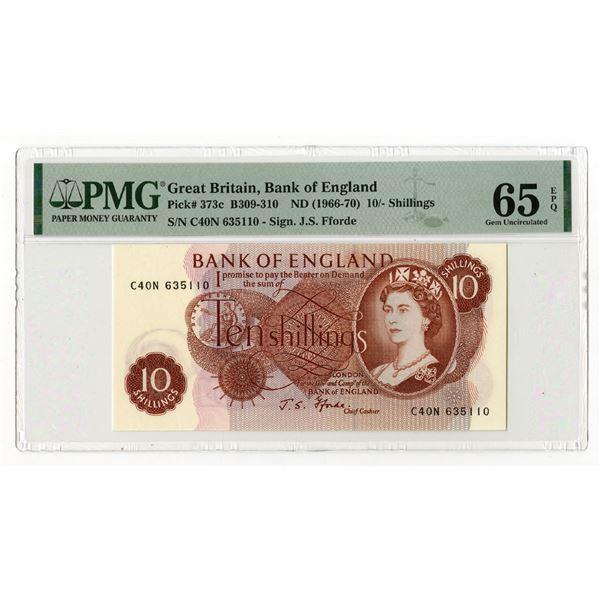 PMG
PAPER MONEY GUARANTY
Great Britain, Bank of England
Pick# 373c B309-310 ND (1966-70) 10/- Shillings
S/N C40N 635110 - Sign. J.S. Fforde
65 EPQ
Gem Uncirculated
BANK OF ENGLAND
I promise to pay the Bearer on Demand
the sum of
C40N 635110
Ten shillings
10 SHILLINGS
LONDON
For the Govr and Compa of the
BANK OF ENGLAND
J. S. Fforde
Chief Cashier
10
SHILLINGS
C40N 635110